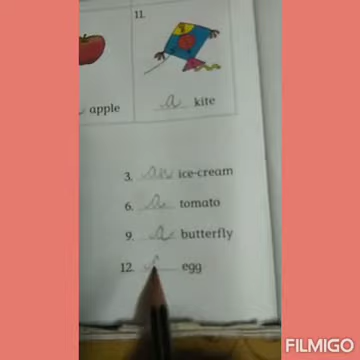 11.
apple
a kite
3. an ice-cream
6. a tomato
9. a butterfly
12. egg
FILMIGO